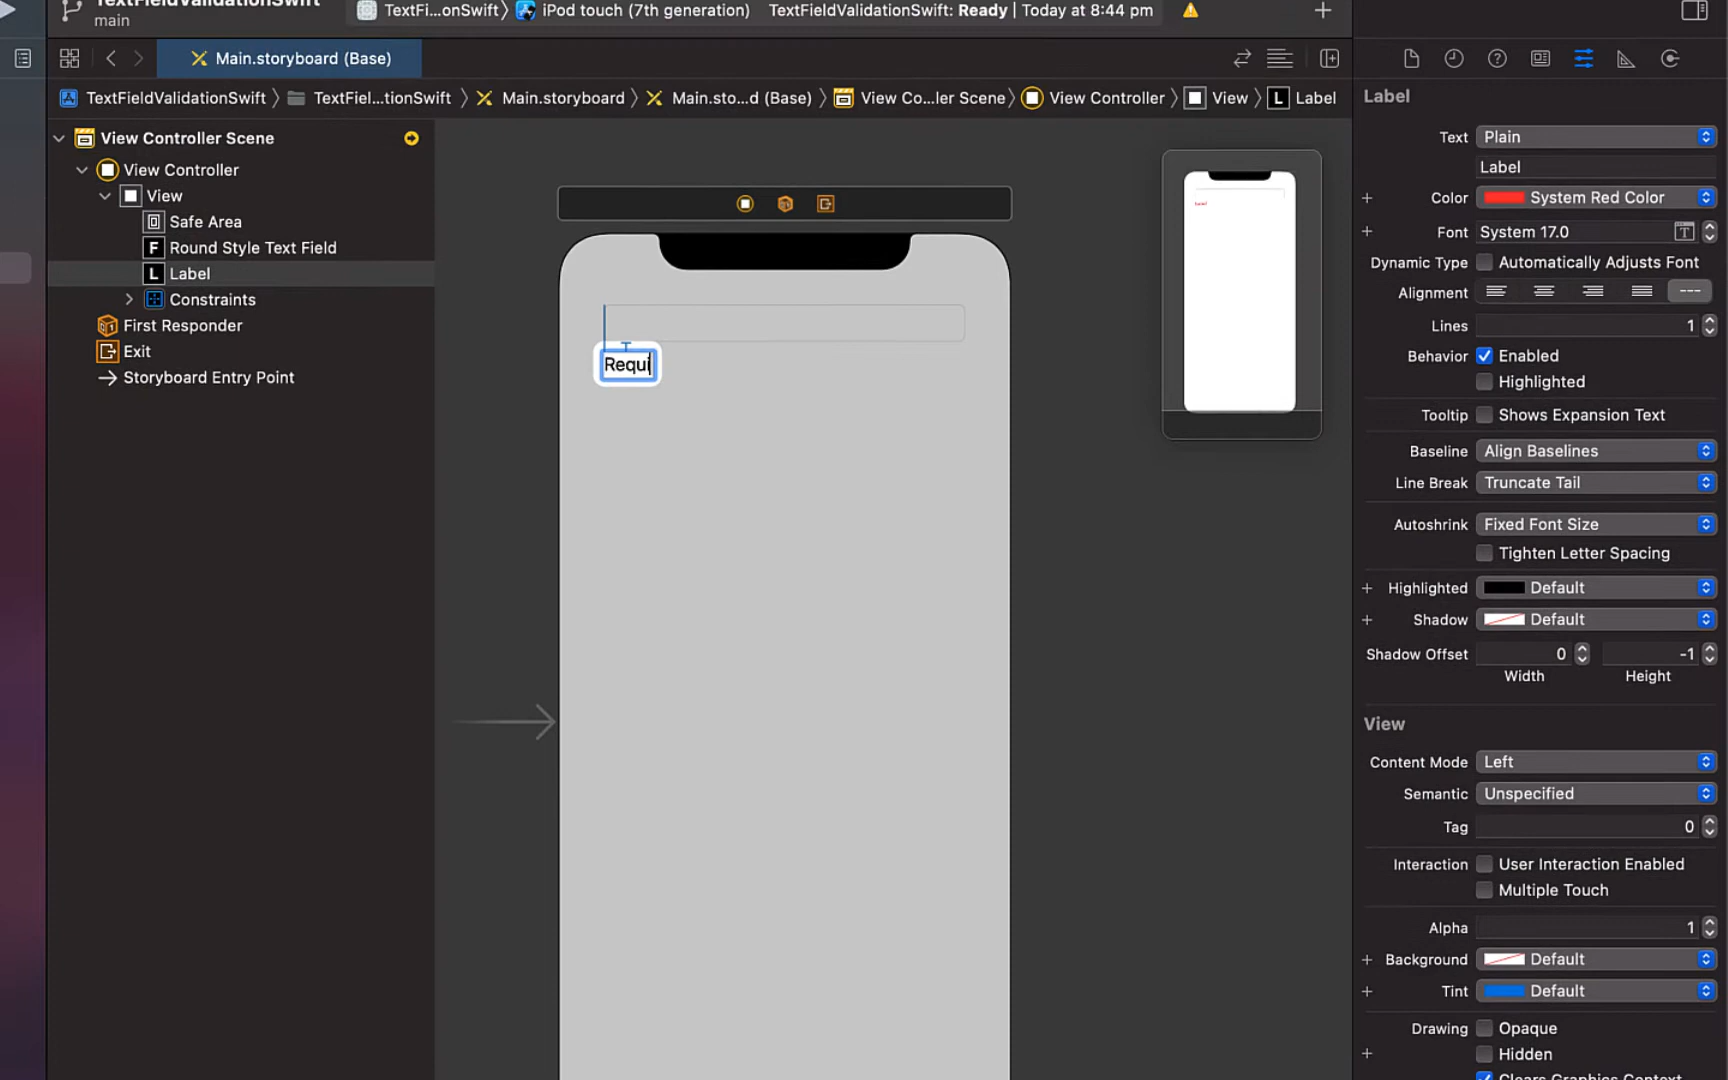 TextFieldValidationSwift
main
TextFi...onSwift
iPod touch (7th generation)
TextFieldValidationSwift: Ready | Today at 8:44 pm
Main.storyboard (Base)
TextFieldValidationSwift
TextFiel...tionSwift
Main.storyboard
Main.sto...d (Base)
View Co...ler Scene
View Controller
View
L Label
View Controller Scene
View Controller
View
Safe Area
F Round Style Text Field
L Label
Constraints
First Responder
Exit
Storyboard Entry Point
Requi
Label
Label
Text Plain
Label
Color System Red Color
Font System 17.0
Dynamic Type Automatically Adjusts Font
Alignment
Lines 1
Behavior Enabled
Highlighted
Tooltip Shows Expansion Text
Baseline Align Baselines
Line Break Truncate Tail
Autoshrink Fixed Font Size
Tighten Letter Spacing
Highlighted Default
Shadow Default
Shadow Offset 0 -1
Width Height
View
Content Mode Left
Semantic Unspecified
Tag 0
Interaction User Interaction Enabled
Multiple Touch
Alpha 1
Background Default
Tint Default
Drawing Opaque
Hidden
Clears Graphics Context